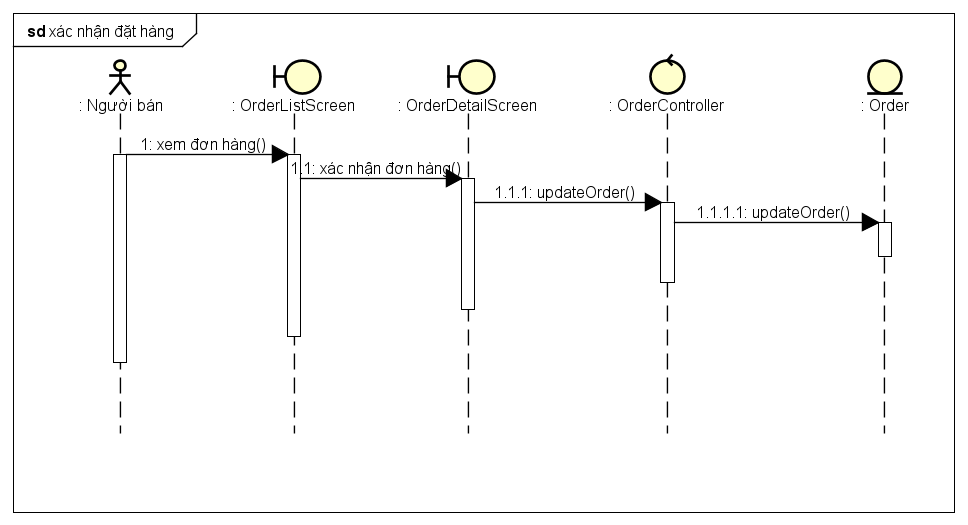 sd xác nhận đặt hàng
: Người bán
: OrderListScreen
: OrderDetailScreen
: OrderController
: Order
1: xem đơn hàng()
1.1: xác nhận đơn hàng()
1.1.1: updateOrder()
1.1.1.1: updateOrder()